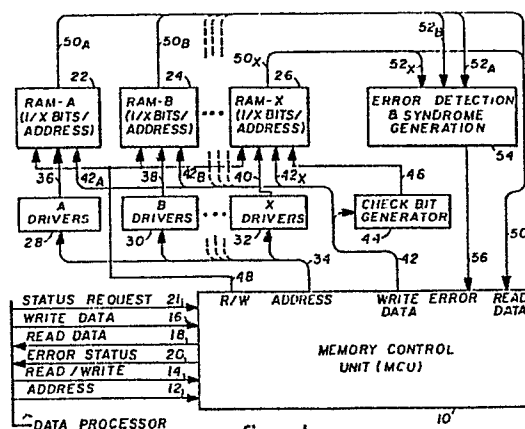 50A
50B
50X
52B
52X
52A
22
24
26
RAM-A
(1/X BITS/
ADDRESS)
RAM-B
(1/X BITS/
ADDRESS)
RAM-X
(1/X BITS/
ADDRESS)
ERROR DETECTION
& SYNDROME
GENERATION
54
36
42A
38
42B
40
42X
46
A
DRIVERS
B
DRIVERS
X
DRIVERS
CHECK BIT
GENERATOR
28
30
32
34
44
42
56
50
48
R/W ADDRESS WRITE DATA ERROR READ DATA
STATUS REQUEST 21
WRITE DATA 16
READ DATA 18
ERROR STATUS 20
READ/WRITE 14
ADDRESS 12
MEMORY CONTROL
UNIT (MCU)
DATA PROCESSOR
10